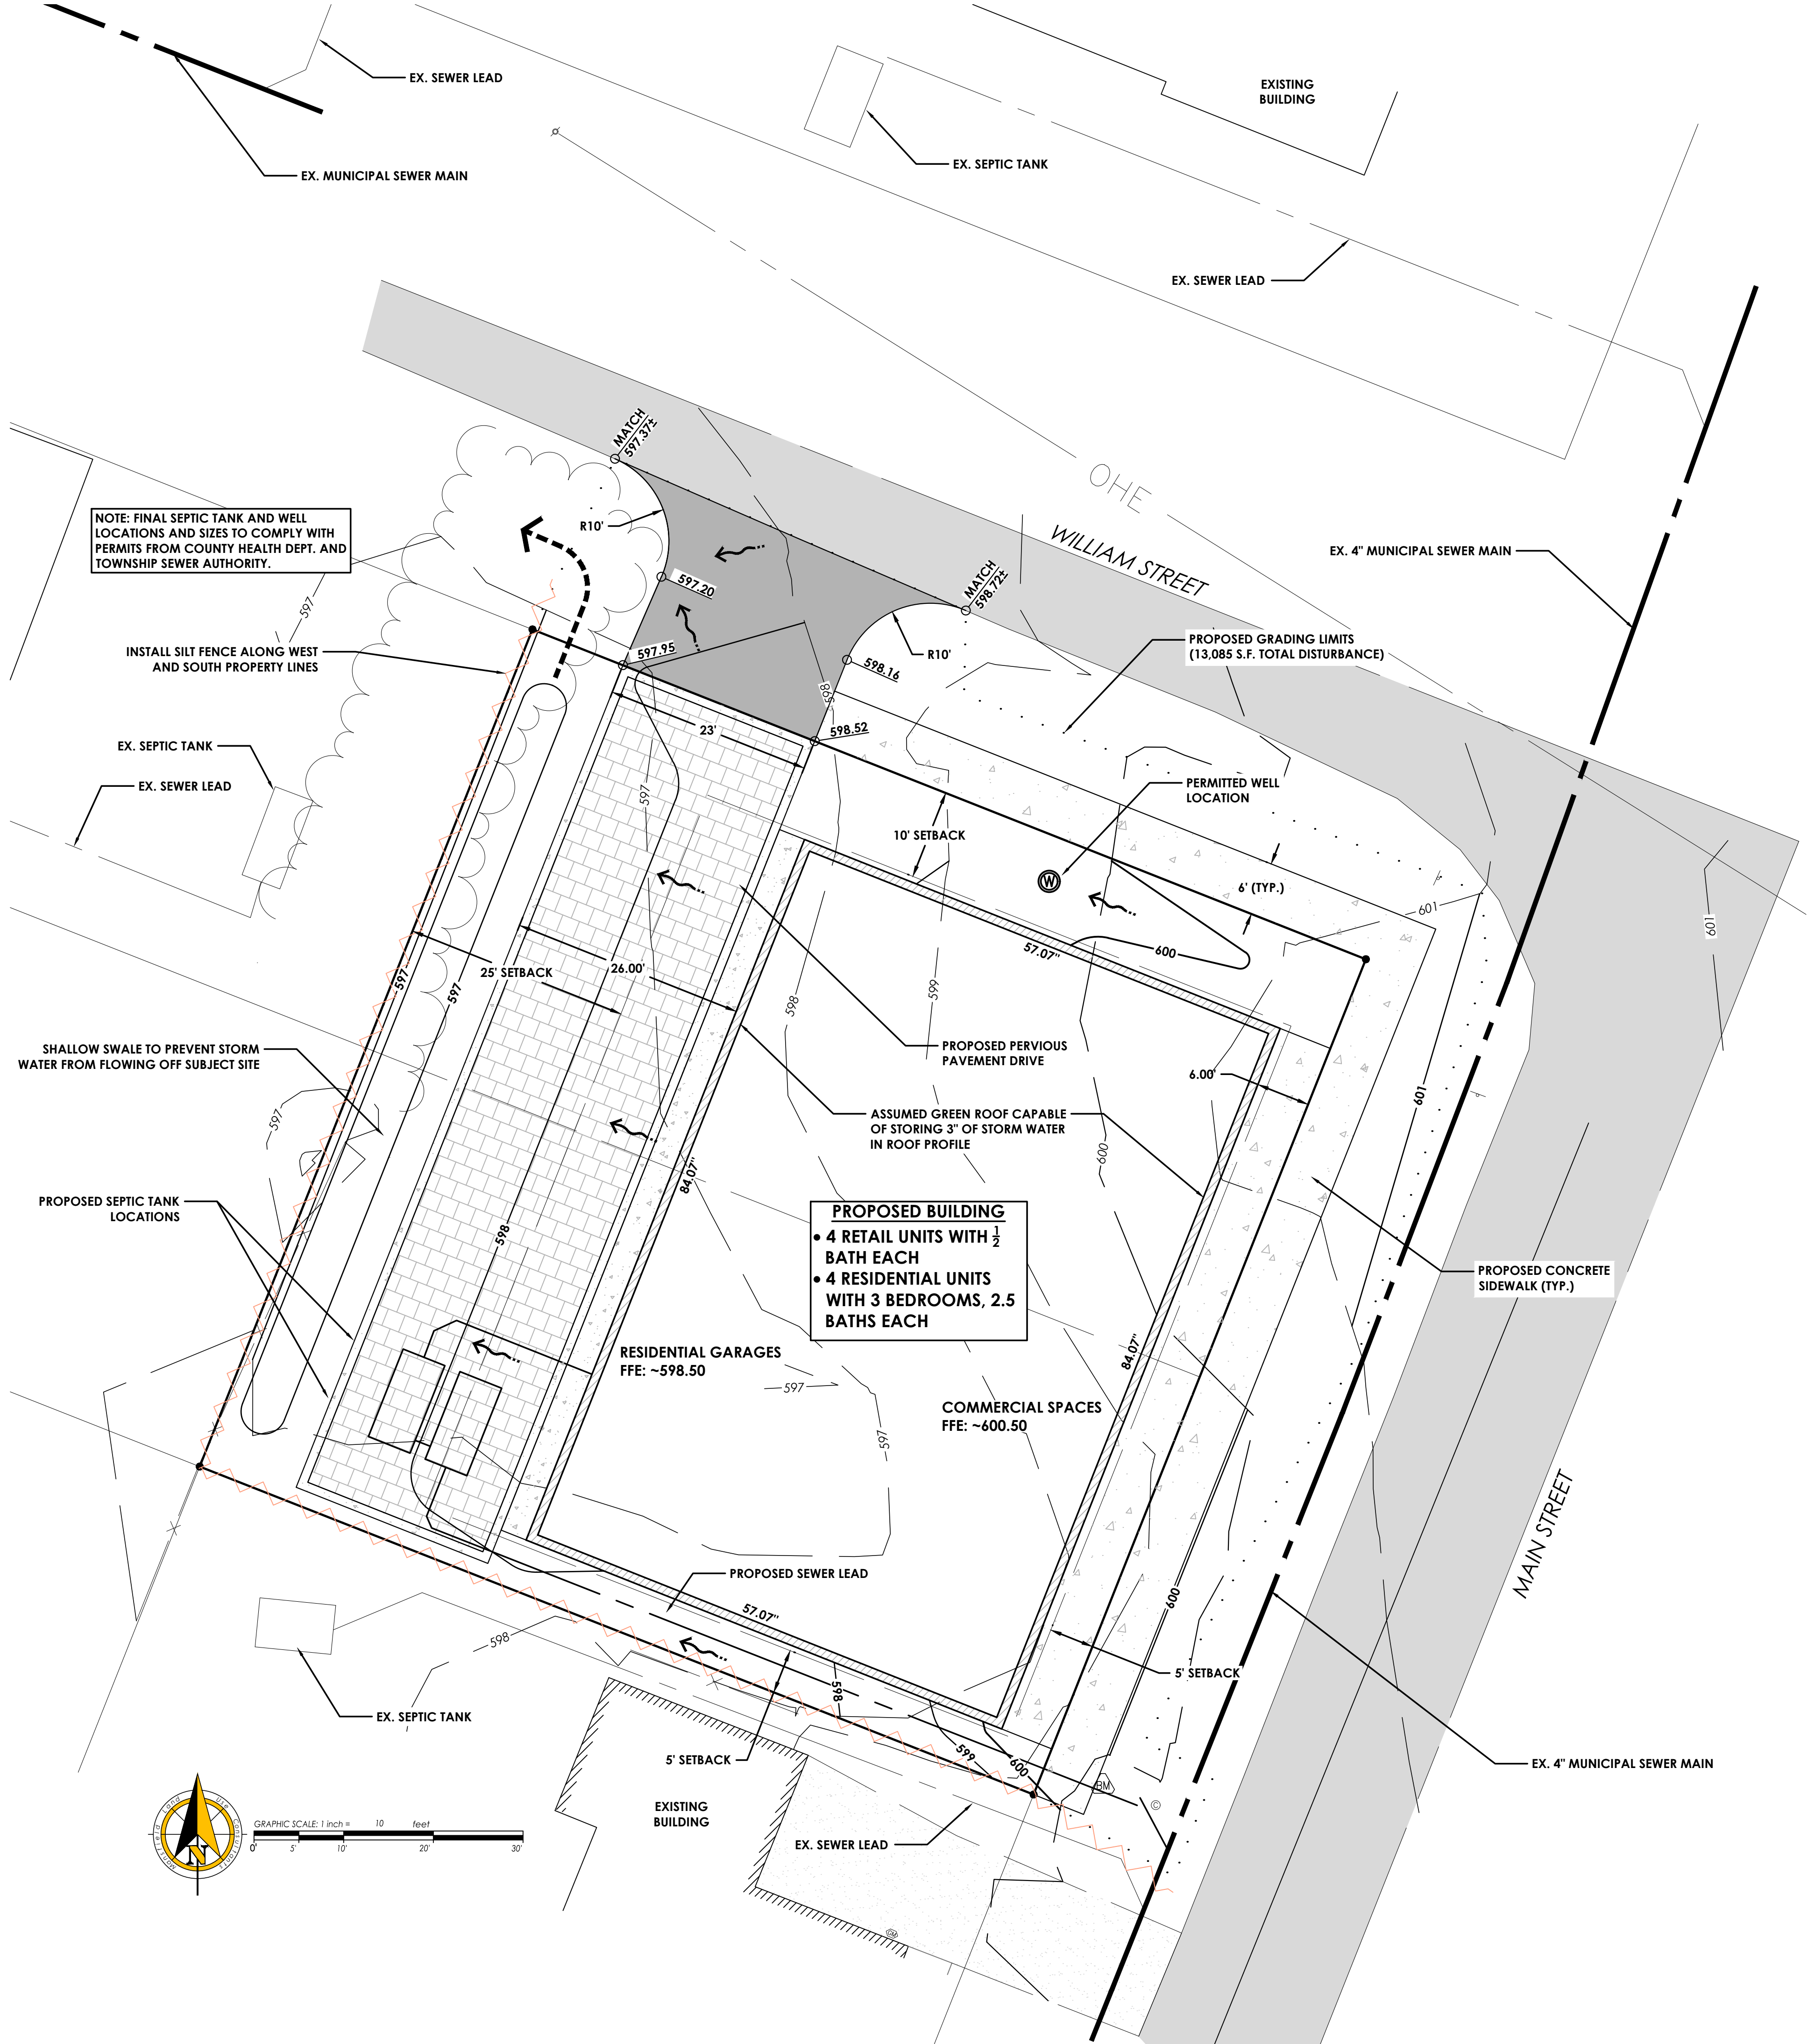 EX. SEWER LEAD
EX. MUNICIPAL SEWER MAIN
EXISTING
BUILDING
EX. SEPTIC TANK
EX. SEWER LEAD
MATCH
597.37±
OHE
WILLIAM STREET
NOTE: FINAL SEPTIC TANK AND WELL
LOCATIONS AND SIZES TO COMPLY WITH
PERMITS FROM COUNTY HEALTH DEPT. AND
TOWNSHIP SEWER AUTHORITY.
R10'
EX. 4" MUNICIPAL SEWER MAIN
597.20
MATCH
598.72±
597
INSTALL SILT FENCE ALONG WEST
AND SOUTH PROPERTY LINES
597.95
R10'
598.16
PROPOSED GRADING LIMITS
(13,085 S.F. TOTAL DISTURBANCE)
598
23'
598.52
EX. SEPTIC TANK
EX. SEWER LEAD
597
PERMITTED WELL
LOCATION
10' SETBACK
W
6' (TYP.)
601
601
57.07"
600
25' SETBACK
26.00'
597
597
598
599
SHALLOW SWALE TO PREVENT STORM
WATER FROM FLOWING OFF SUBJECT SITE
PROPOSED PERVIOUS
PAVEMENT DRIVE
6.00'
601
597
ASSUMED GREEN ROOF CAPABLE
OF STORING 3" OF STORM WATER
IN ROOF PROFILE
600
84.07"
PROPOSED SEPTIC TANK
LOCATIONS
598
PROPOSED BUILDING
• 4 RETAIL UNITS WITH ½
BATH EACH
• 4 RESIDENTIAL UNITS
WITH 3 BEDROOMS, 2.5
BATHS EACH
PROPOSED CONCRETE
SIDEWALK (TYP.)
RESIDENTIAL GARAGES
FFE: ~598.50
84.07"
597
COMMERCIAL SPACES
FFE: ~600.50
597
MAIN STREET
PROPOSED SEWER LEAD
57.07"
600
598
5' SETBACK
598
EX. SEPTIC TANK
5' SETBACK
599
600
EX. 4" MUNICIPAL SEWER MAIN
BM
C
EXISTING
BUILDING
EX. SEWER LEAD
Mansfield Land Use Consultants
N
GRAPHIC SCALE: 1 inch = 10 feet
0' 5' 10' 20' 30'